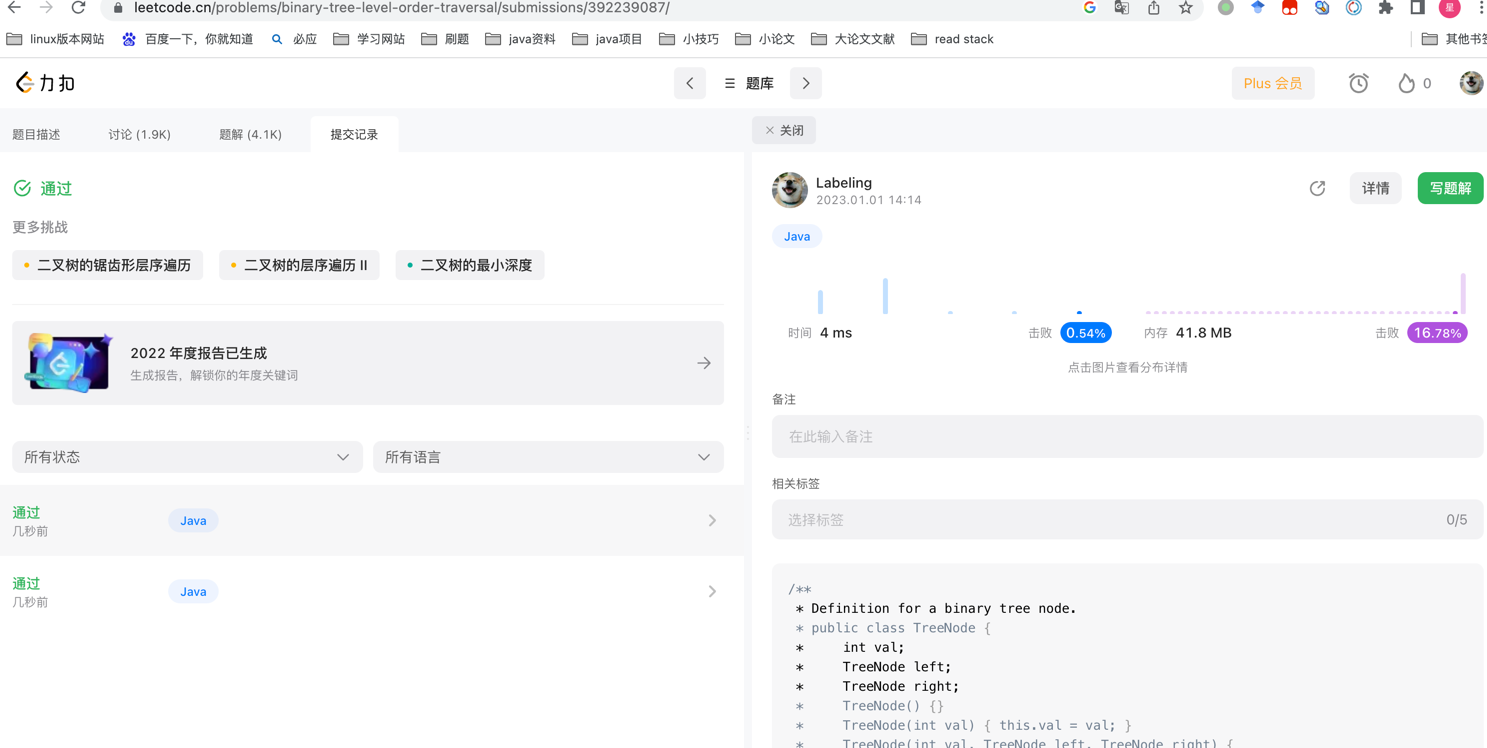 leetcode.cn/problems/binary-tree-level-order-traversal/submissions/392239087/
星
linux版本网站 百度一下，你就知道 必应 学习网站 刷题 java资料 java项目 小技巧 小论文 大论文文献 read stack 其他书签
力扣 题库 Plus 会员 0
题目描述 讨论 (1.9K) 题解 (4.1K) 提交记录
通过
更多挑战
二叉树的锯齿形层序遍历 二叉树的层序遍历 II 二叉树的最小深度
2022 年度报告已生成
生成报告，解锁你的年度关键词
所有状态 所有语言
通过
几秒前
Java
通过
几秒前
Java
关闭
Labeling
2023.01.01 14:14
详情 写题解
Java
时间 4 ms 击败 0.54% 内存 41.8 MB 击败 16.78%
点击图片查看分布详情
备注
在此输入备注
相关标签
选择标签 0/5
/**
* Definition for a binary tree node.
* public class TreeNode {
* int val;
* TreeNode left;
* TreeNode right;
* TreeNode() {}
* TreeNode(int val) { this.val = val; }
* TreeNode(int val, TreeNode left, TreeNode right) {